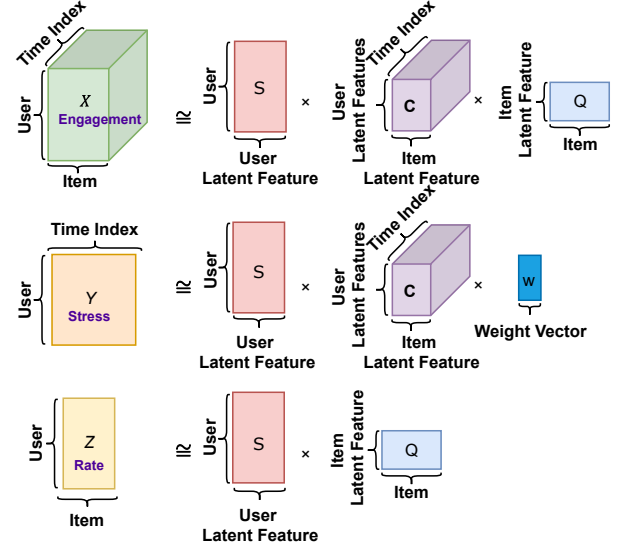 Time Index
User
X
Engagement
Item
≅
User
S
User
Latent Feature
×
Time Index
User
Latent Features
C
Item
Latent Feature
×
Item
Latent Feature
Q
Item
Time Index
User
Y
Stress
≅
User
S
User
Latent Feature
×
Time Index
User
Latent Features
C
Item
Latent Feature
×
w
Weight Vector
User
Z
Rate
Item
≅
User
S
User
Latent Feature
×
Item
Latent Feature
Q
Item